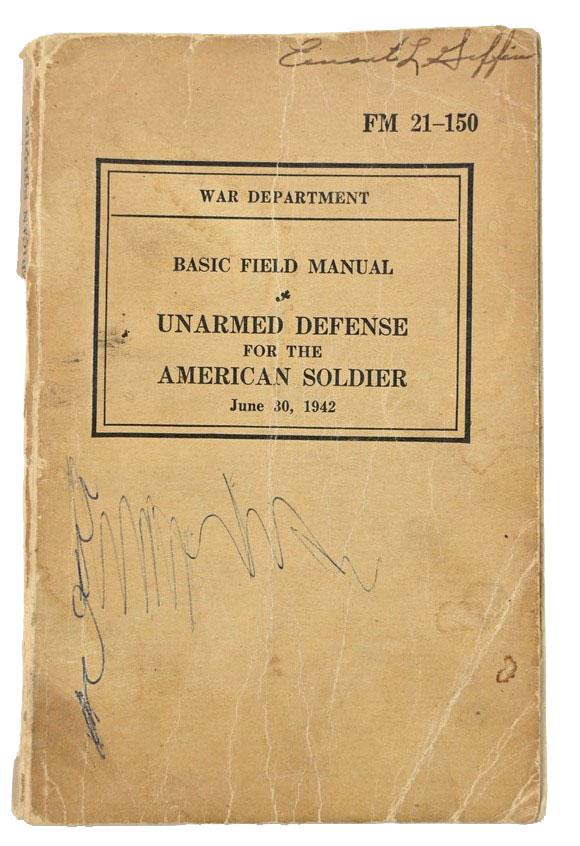 L
FM 21-150
WAR DEPARTMENT
BASIC FIELD MANUAL
UNARMED DEFENSE
FOR THE
AMERICAN SOLDIER
June 30, 1942